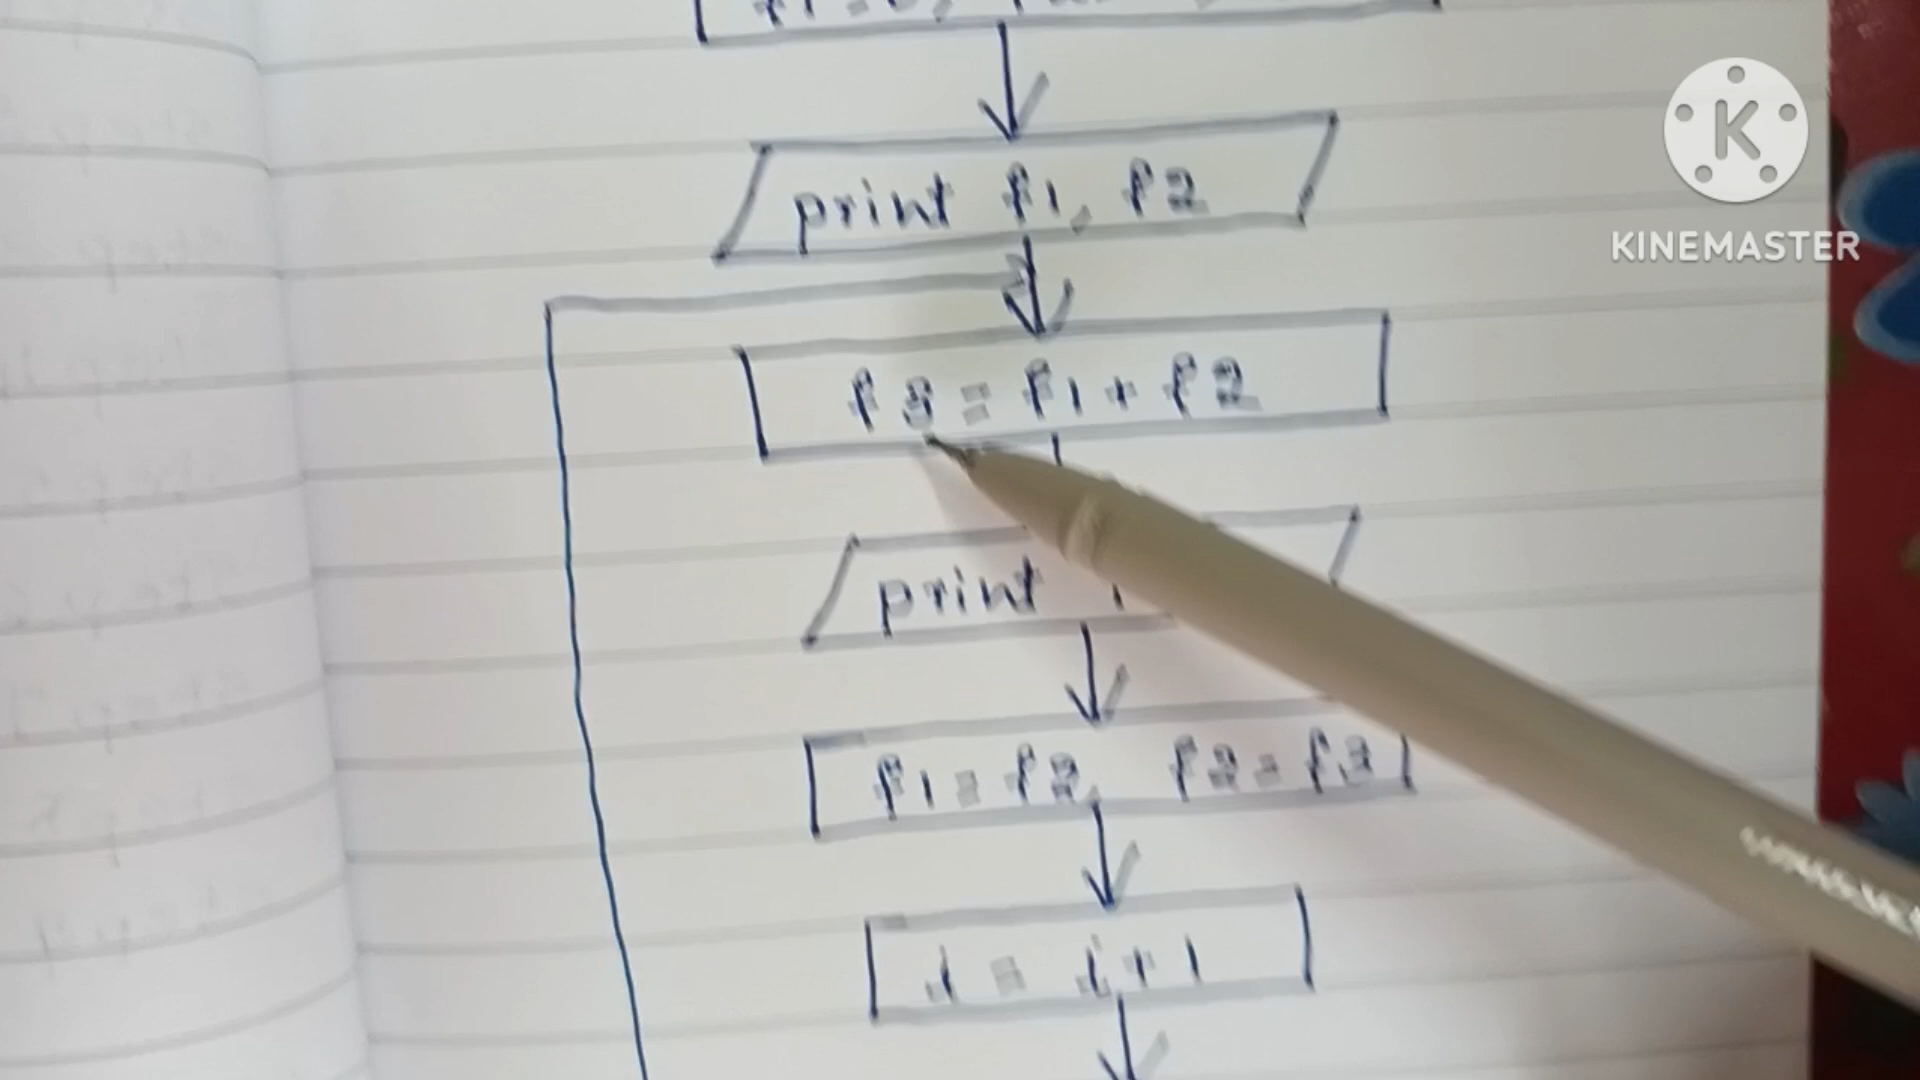 print f1, f2
KINEMASTER
f3 = f1 + f2
print
f1 = f2, f2 = f3
i = i + 1